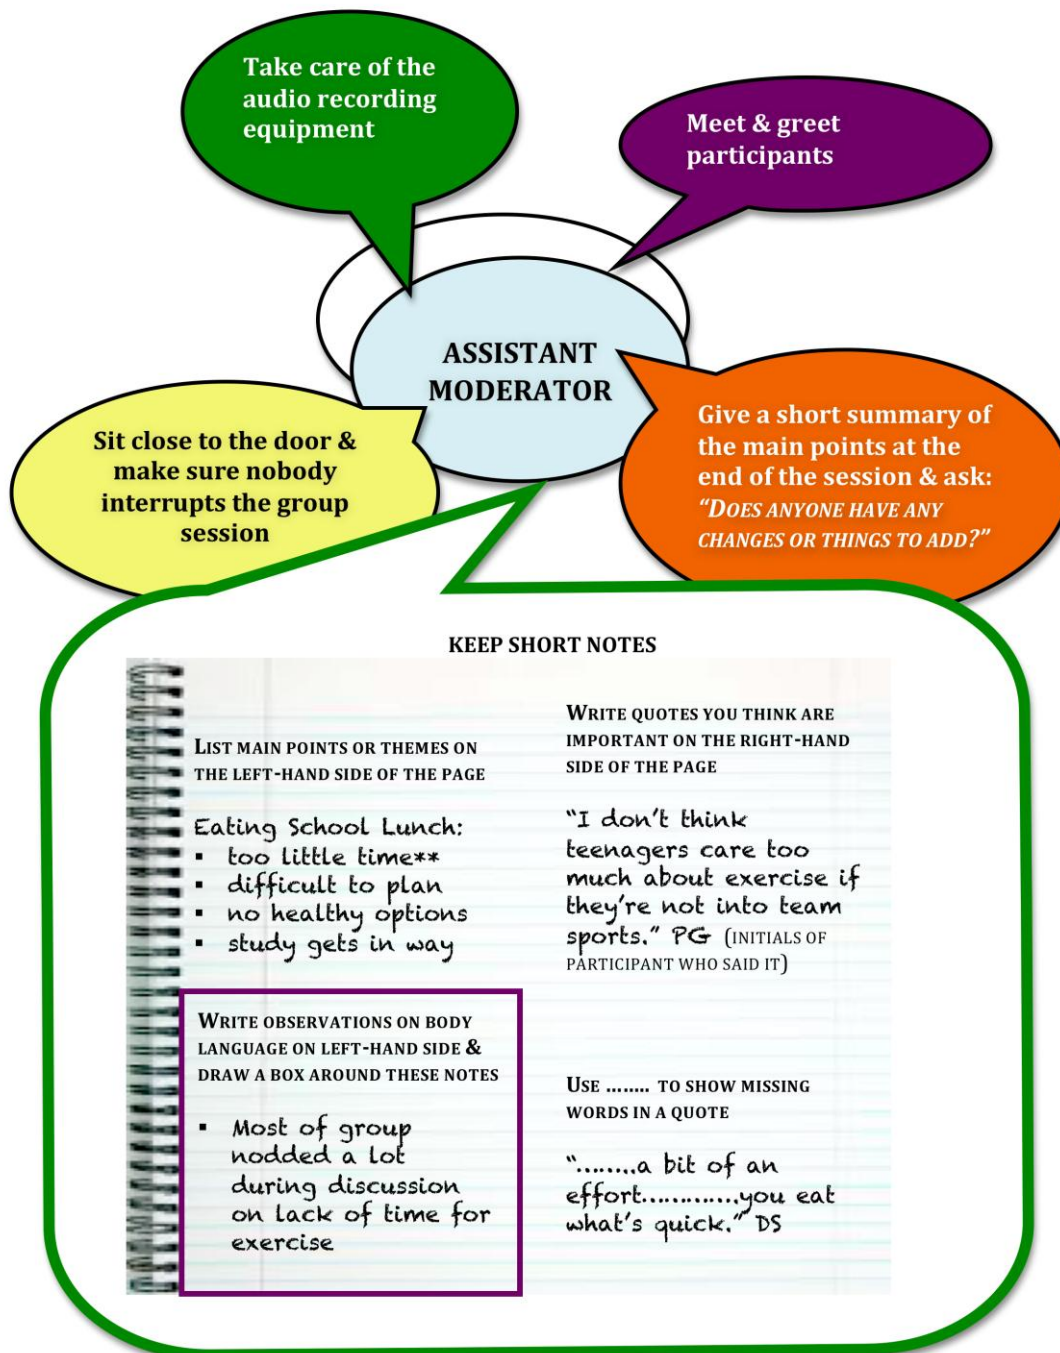 Take care of the
audio recording
equipment
Meet & greet
participants
ASSISTANT
MODERATOR
Sit close to the door &
make sure nobody
interrupts the group
session
Give a short summary of
the main points at the
end of the session & ask:
“DOES ANYONE HAVE ANY
CHANGES OR THINGS TO ADD?”
KEEP SHORT NOTES
LIST MAIN POINTS OR THEMES ON
THE LEFT-HAND SIDE OF THE PAGE
Eating School Lunch:
▪ too little time**
▪ difficult to plan
▪ no healthy options
▪ study gets in way
WRITE OBSERVATIONS ON BODY
LANGUAGE ON LEFT-HAND SIDE &
DRAW A BOX AROUND THESE NOTES
▪ Most of group
nodded a lot
during discussion
on lack of time for
exercise
WRITE QUOTES YOU THINK ARE
IMPORTANT ON THE RIGHT-HAND
SIDE OF THE PAGE
“I don’t think
teenagers care too
much about exercise if
they’re not into team
sports.” PG (INITIALS OF
PARTICIPANT WHO SAID IT)
USE ........ TO SHOW MISSING
WORDS IN A QUOTE
“........a bit of an
effort.............you eat
what’s quick.” DS